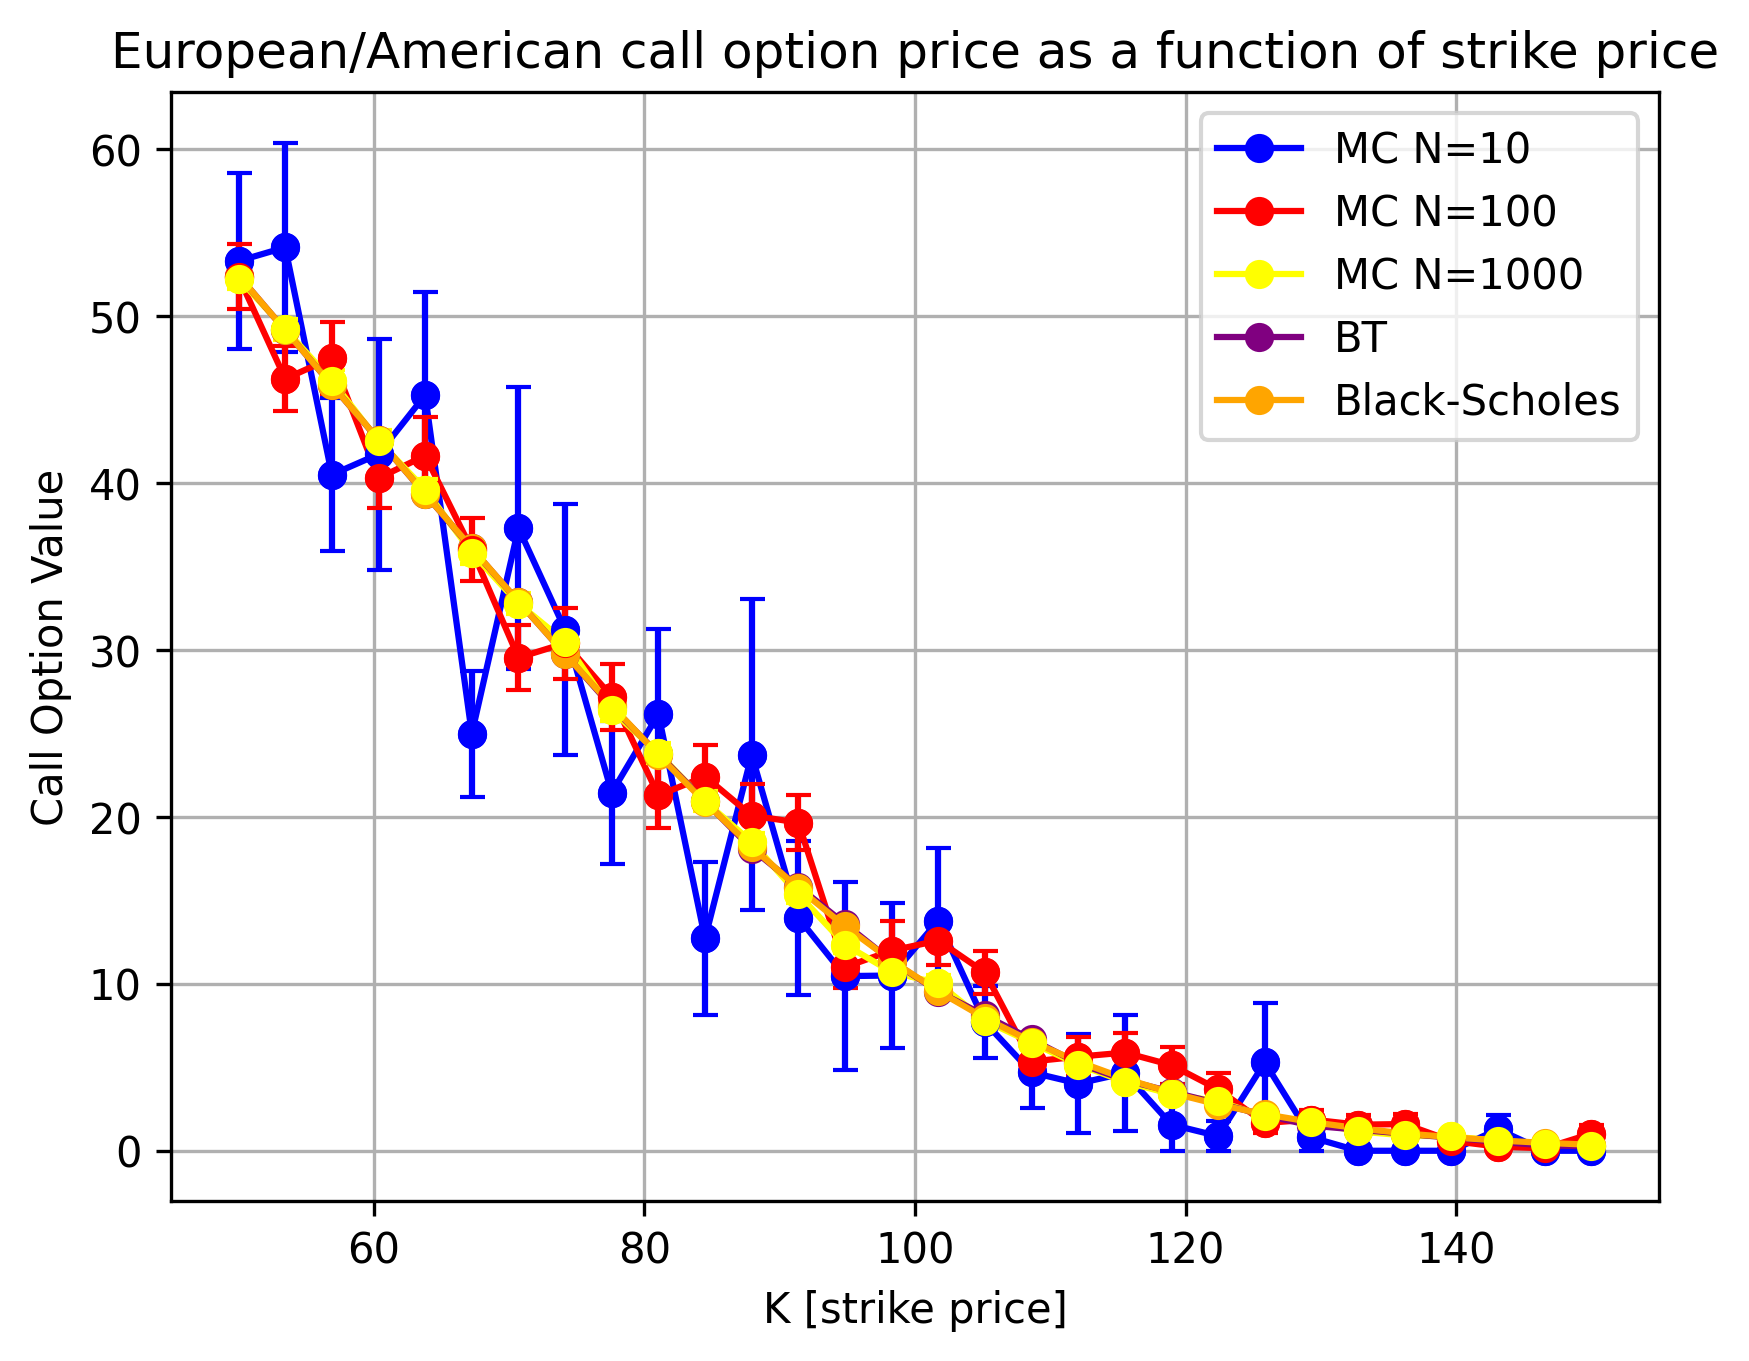 European/American call option price as a function of strike price
MC N=10
MC N=100
MC N=1000
BT
Black-Scholes
Call Option Value
60
50
40
30
20
10
0
60 80 100 120 140
K [strike price]